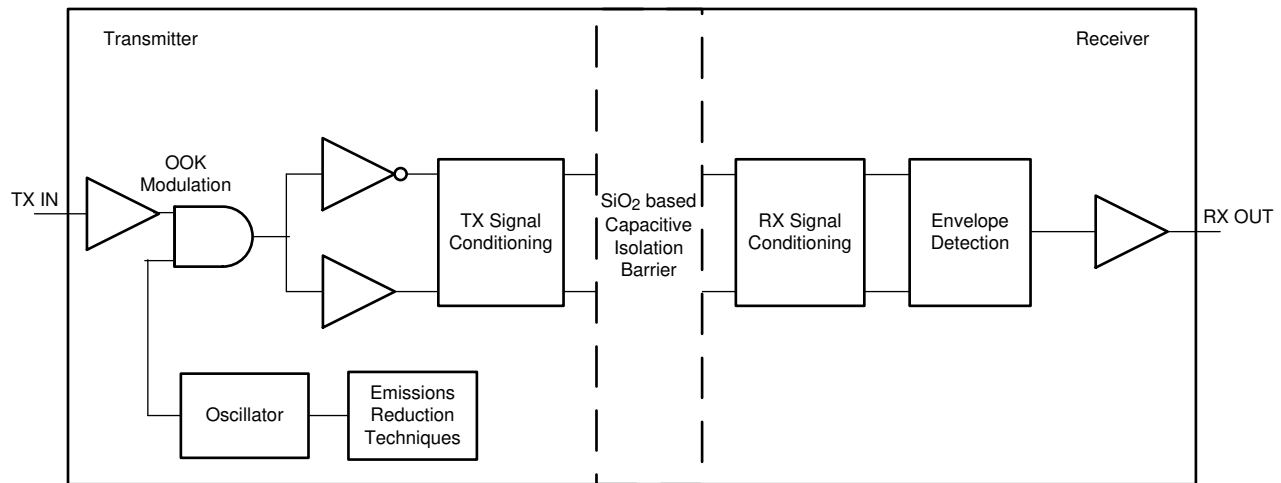 Transmitter
Receiver
OOK
Modulation
TX IN
TX Signal
Conditioning
SiO2 based
Capacitive
Isolation
Barrier
RX Signal
Conditioning
Envelope
Detection
RX OUT
Oscillator
Emissions
Reduction
Techniques